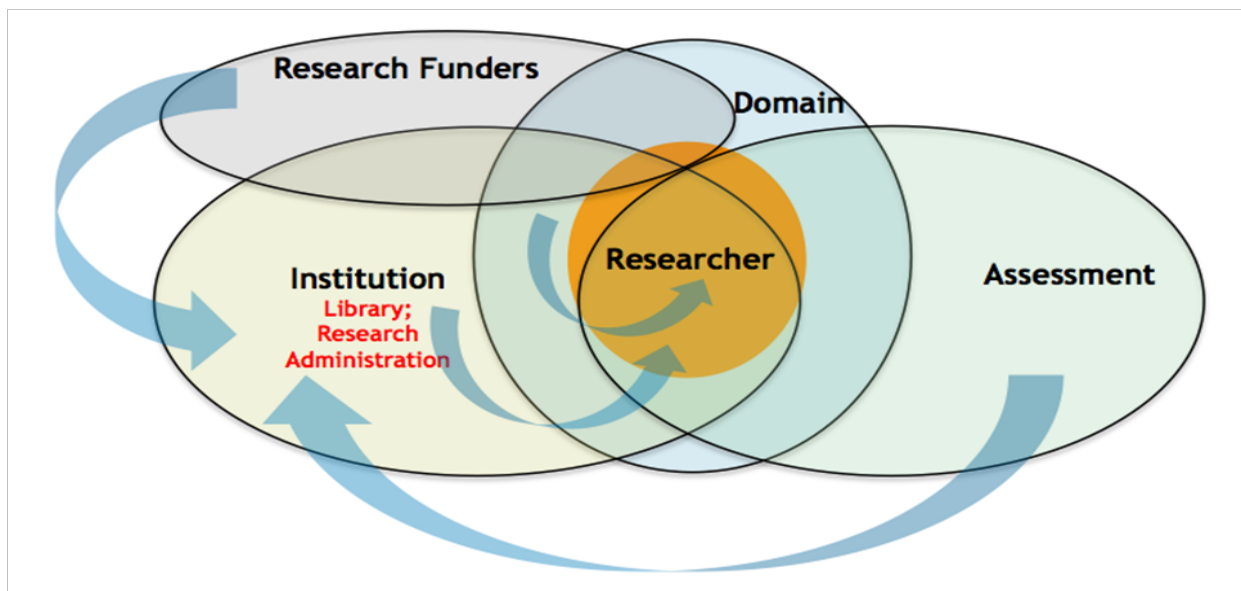 Research Funders
Domain
Researcher
Institution
Library;
Research
Administration
Assessment